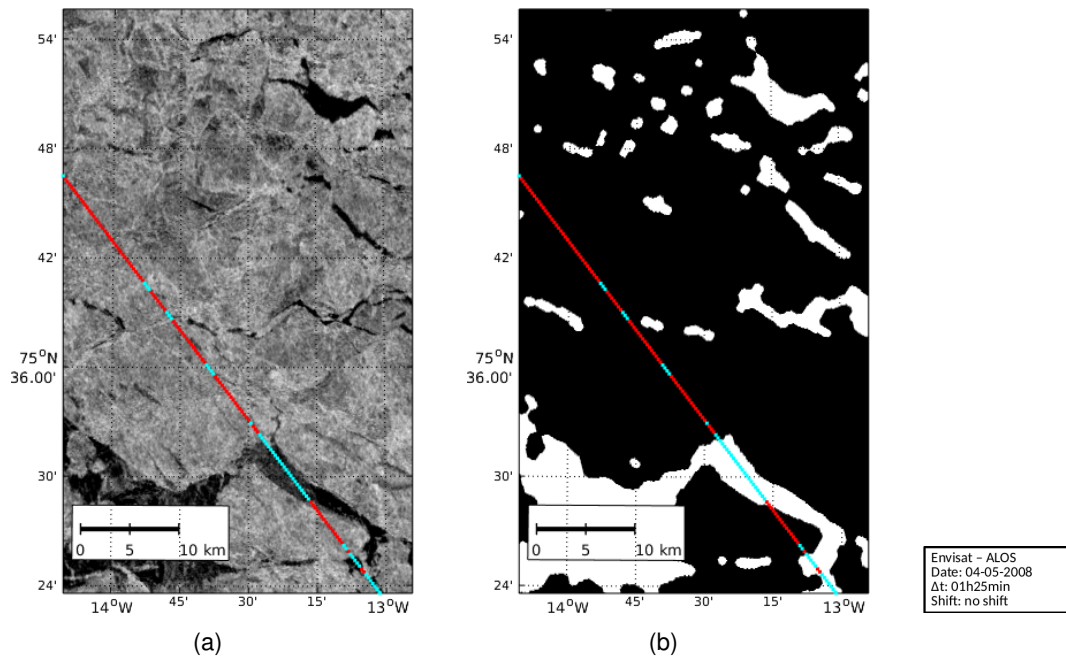 54'
48'
42'
75°N
36.00'
30'
24'
0 5 10 km
14°W 45' 30' 15' 13°W
(a)
54'
48'
42'
75°N
36.00'
30'
24'
0 5 10 km
14°W 45' 30' 15' 13°W
(b)
Envisat – ALOS
Date: 04-05-2008
Δt: 01h25min
Shift: no shift